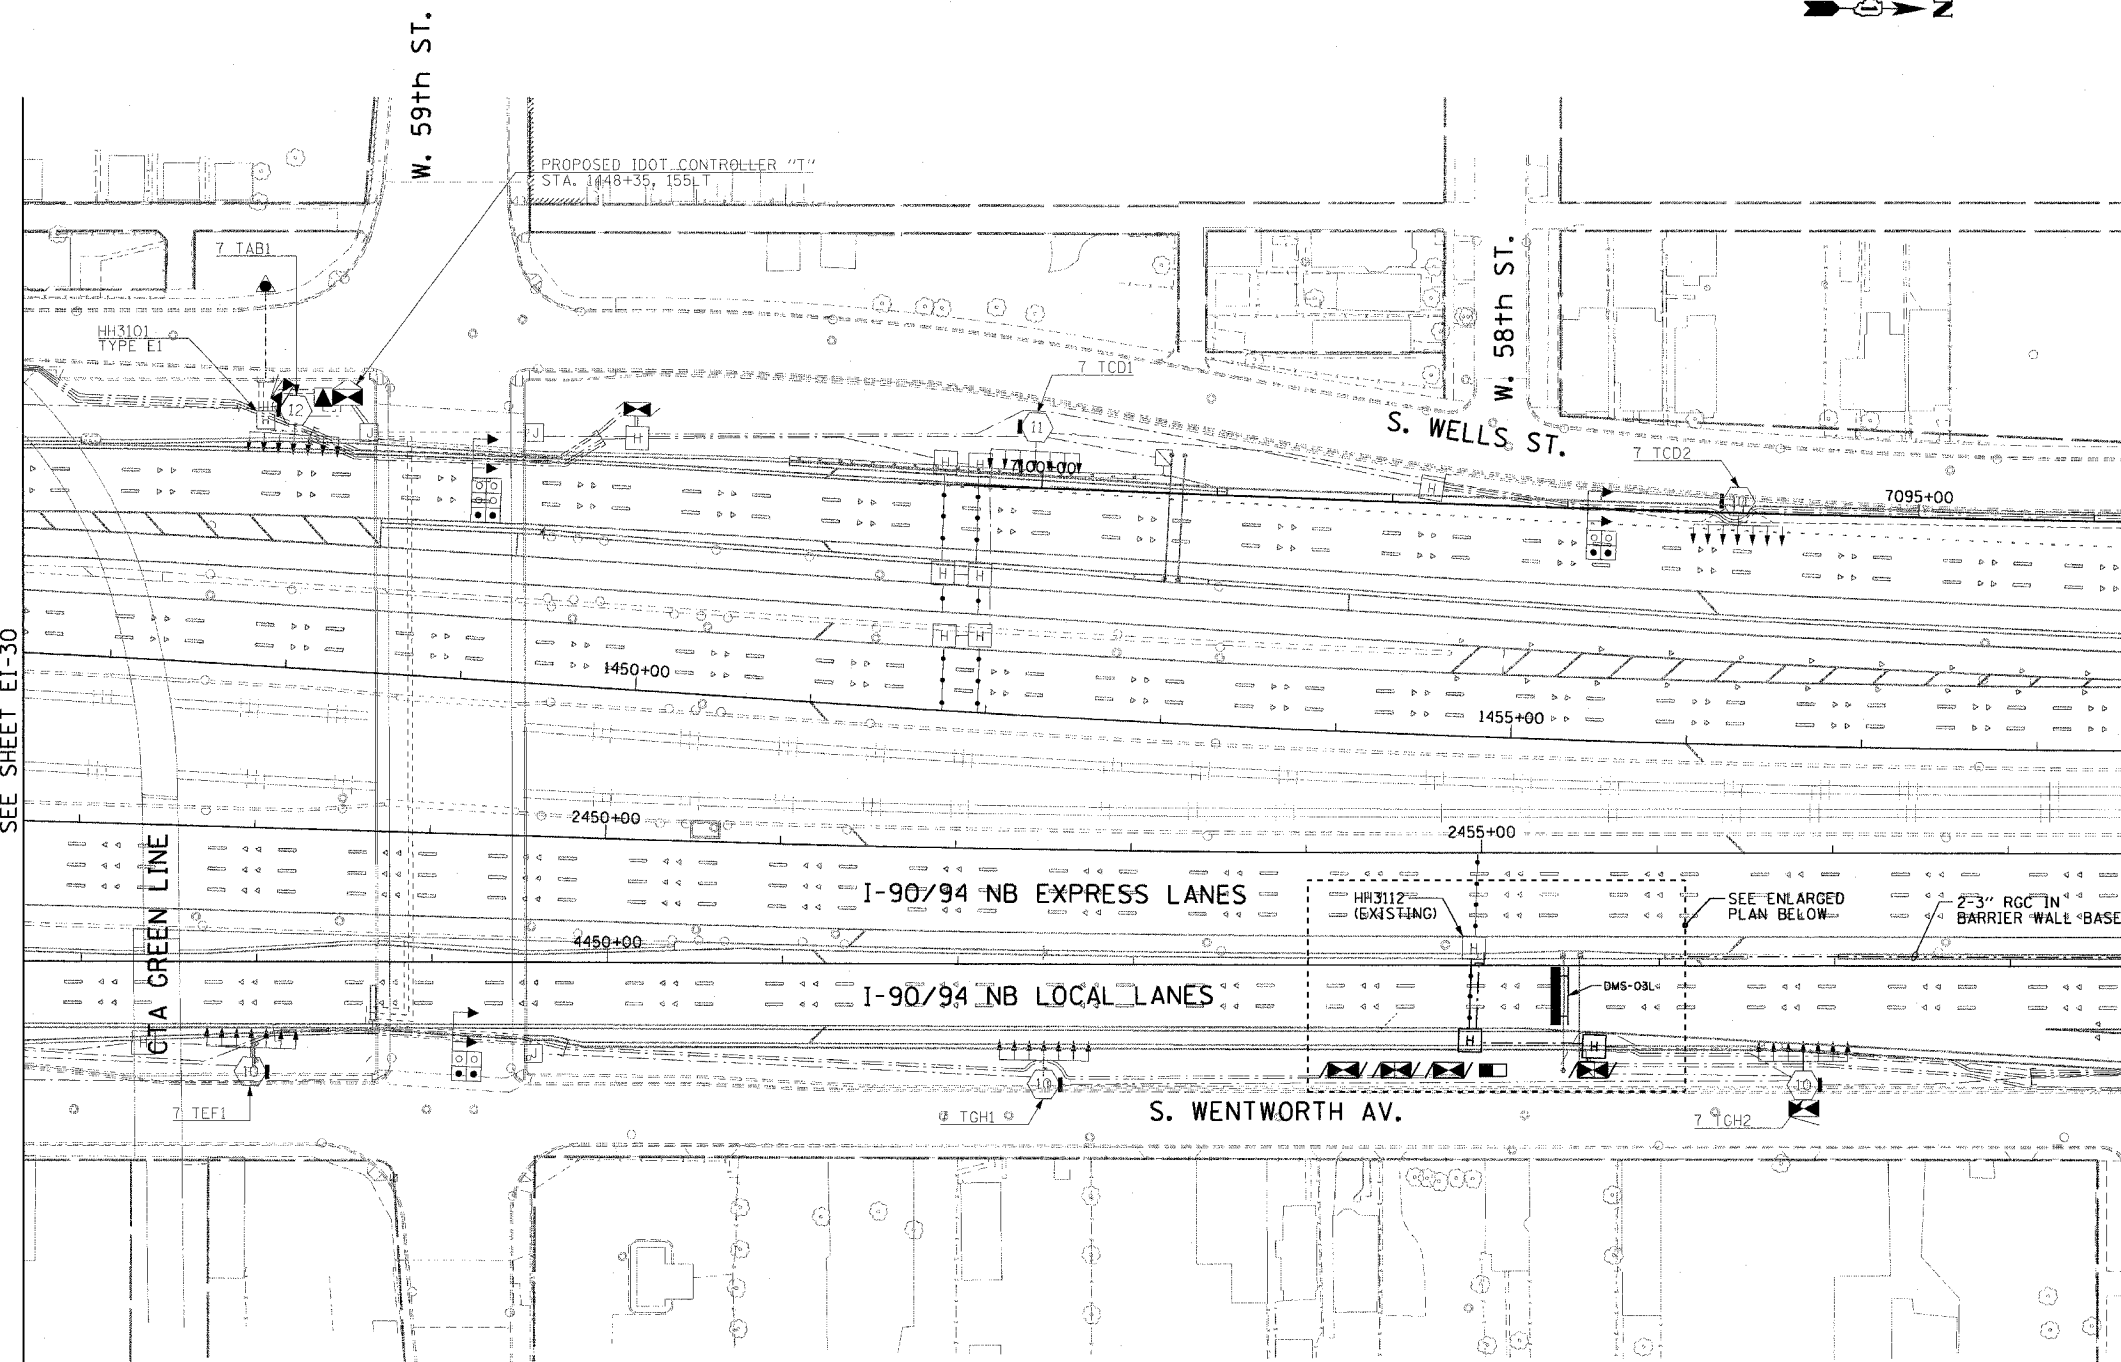 N
W. 59th ST.
PROPOSED IDOT CONTROLLER "T"
STA. 1448+35, 155LT
7 TAB1
HH3101
TYPE E1
12
7 TCD1
11
W. 58th ST.
S. WELLS ST.
7 TCD2
7095+00
7100+00
J
J
H
H
H
H
H
H
H
H
SEE SHEET EI-30
1450+00
1455+00
2450+00
2455+00
CTA GREEN LINE
I-90/94 NB EXPRESS LANES
HH3112
(EXISTING)
SEE ENLARGED
PLAN BELOW
2-3" RGC IN
BARRIER WALL BASE
4450+00
I-90/94 NB LOCAL LANES
DMS-03L
H
H
H
J
10
10
7 TEF1
TGH1
S. WENTWORTH AV.
7 TGH2